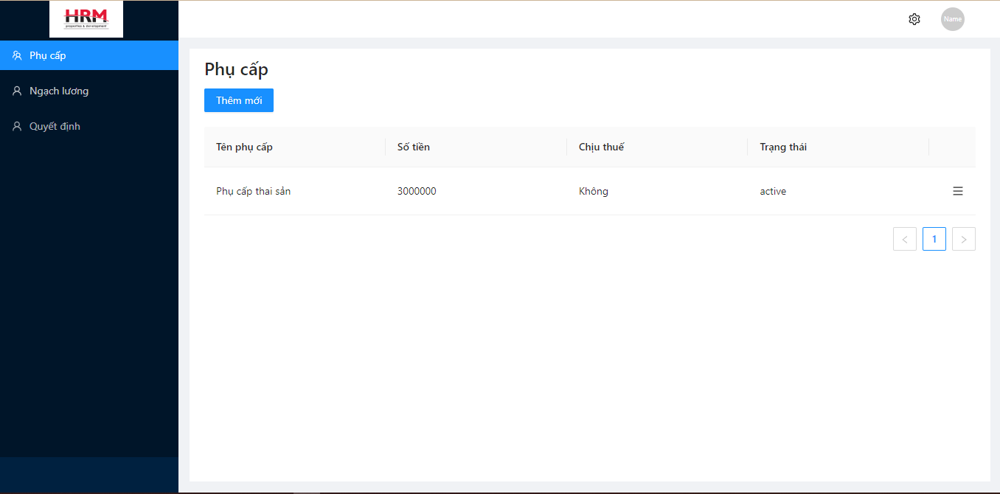 HRM
properties & development
Name
Phụ cấp
Ngạch lương
Quyết định
Phụ cấp
Thêm mới
Tên phụ cấp Số tiền Chịu thuế Trạng thái
Phụ cấp thai sản 3000000 Không active
1